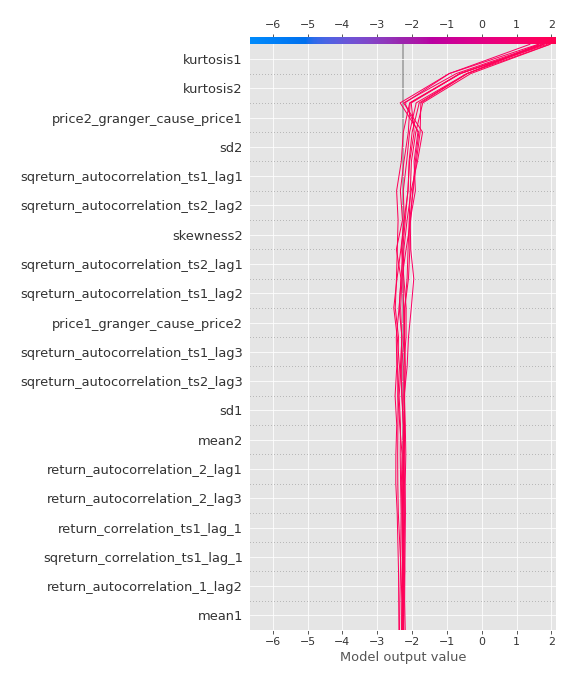 −6 −5 −4 −3 −2 −1 0 1 2
kurtosis1
kurtosis2
price2_granger_cause_price1
sd2
sqreturn_autocorrelation_ts1_lag1
sqreturn_autocorrelation_ts2_lag2
skewness2
sqreturn_autocorrelation_ts2_lag1
sqreturn_autocorrelation_ts1_lag2
price1_granger_cause_price2
sqreturn_autocorrelation_ts1_lag3
sqreturn_autocorrelation_ts2_lag3
sd1
mean2
return_autocorrelation_2_lag1
return_autocorrelation_2_lag3
return_correlation_ts1_lag_1
sqreturn_correlation_ts1_lag_1
return_autocorrelation_1_lag2
mean1
−6 −5 −4 −3 −2 −1 0 1 2
Model output value